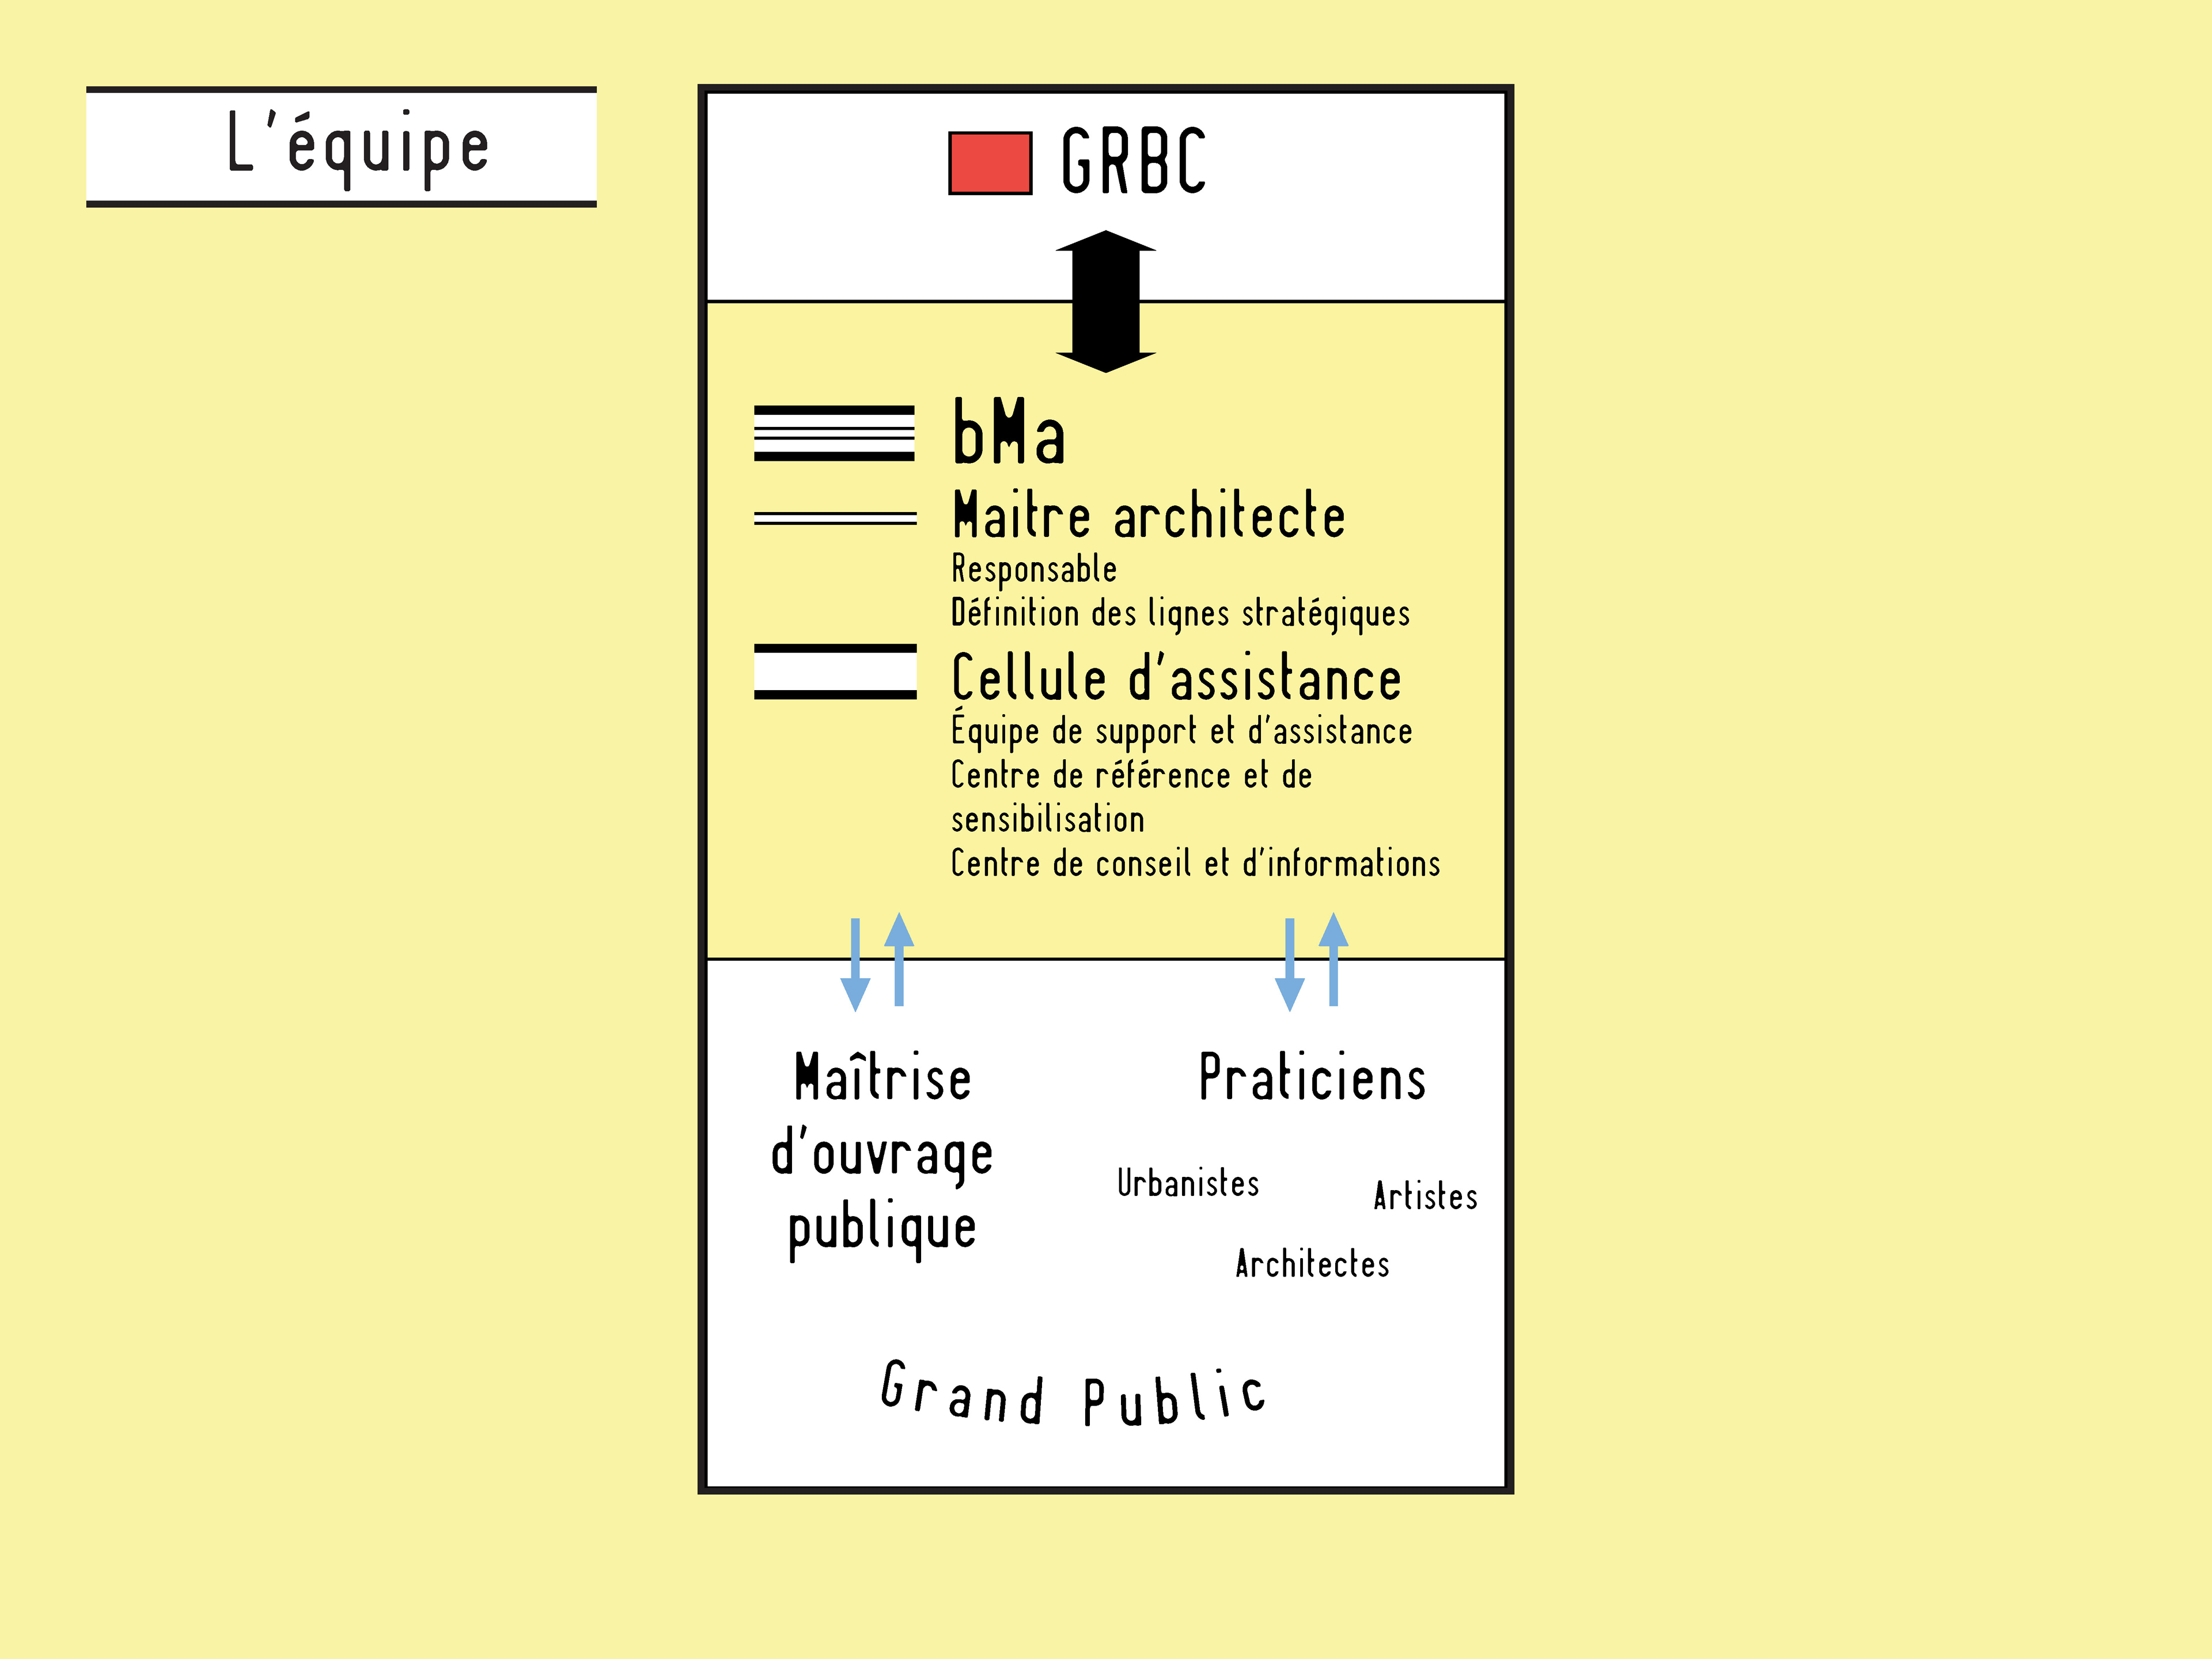 L'équipe
GRBC
bMa
Maitre architecte
Responsable
Définition des lignes stratégiques
Cellule d'assistance
Équipe de support et d'assistance
Centre de référence et de
sensibilisation
Centre de conseil et d'informations
Maîtrise
d'ouvrage
publique
Praticiens
Urbanistes
Artistes
Architectes
Grand Public